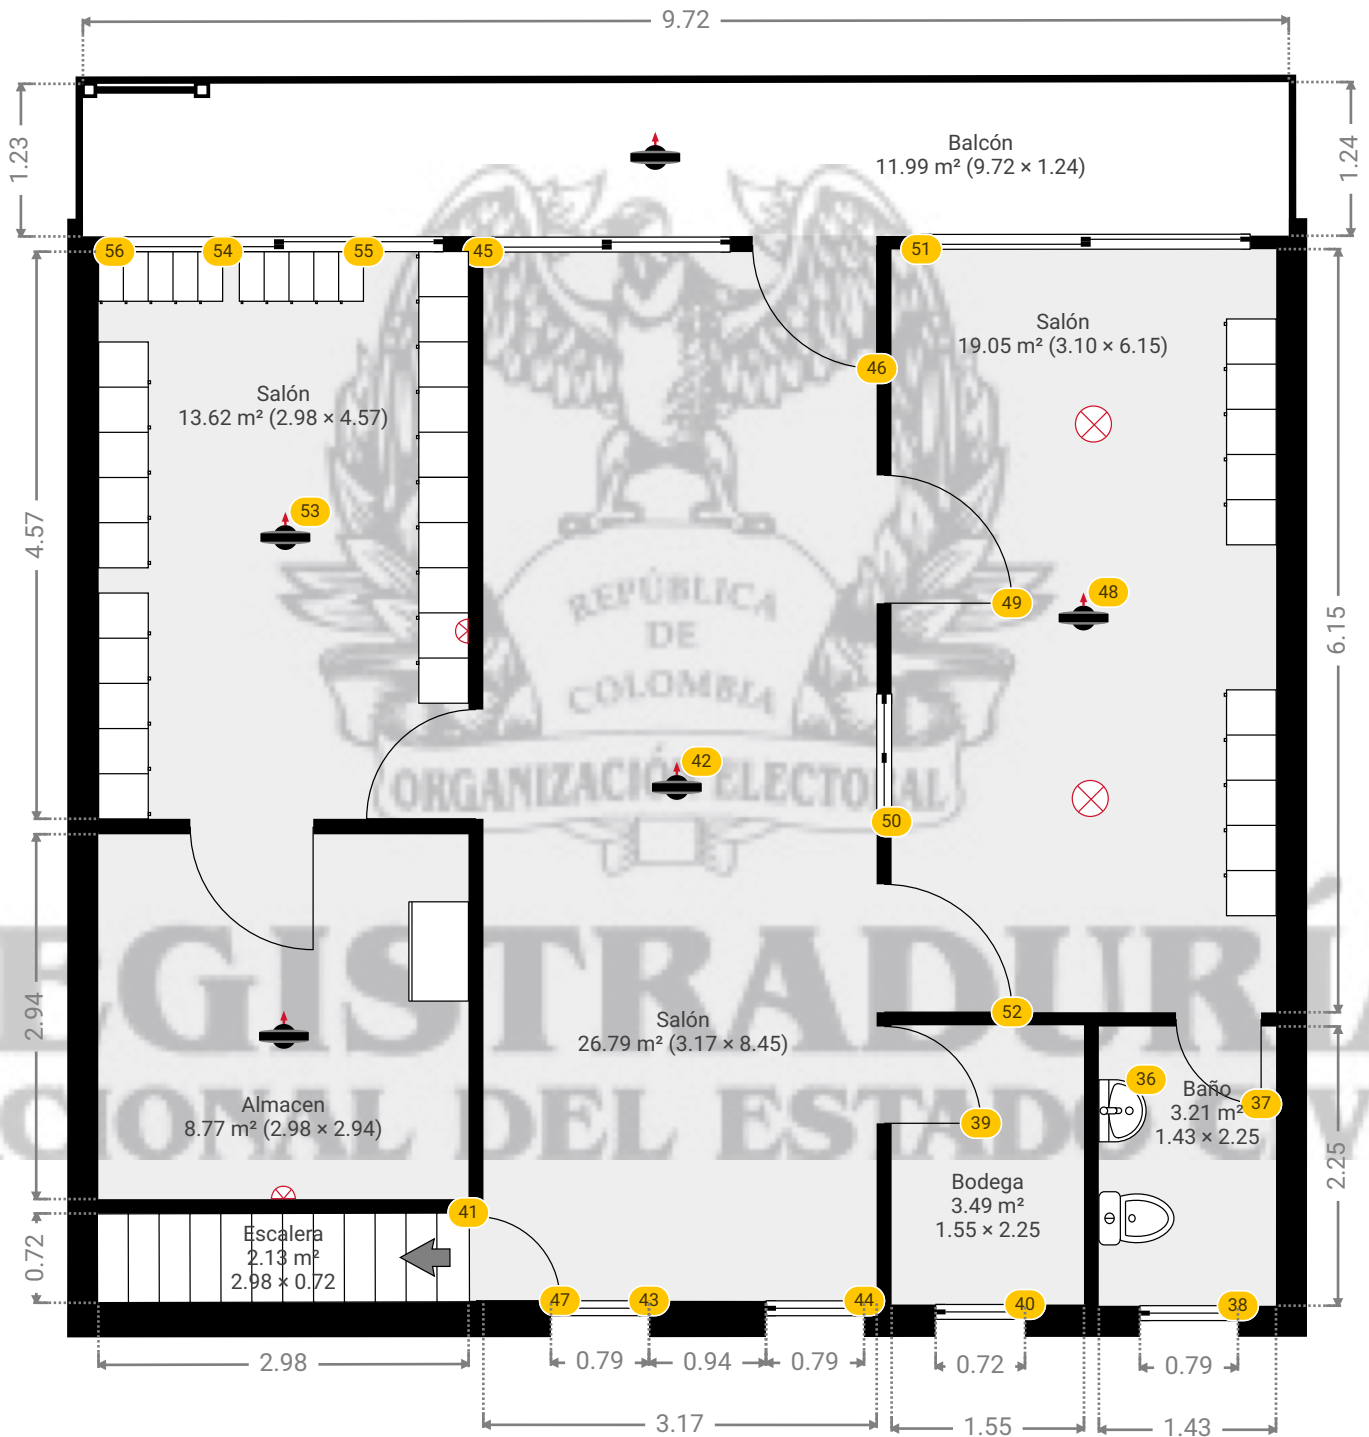 9.72
1.23
1.24
Balcón
11.99 m² (9.72 × 1.24)
56
54
55
45
51
Salón
19.05 m² (3.10 × 6.15)
46
Salón
13.62 m² (2.98 × 4.57)
53
4.57
49
48
6.15
REPÚBLICA
DE
COLOMBIA
42
ORGANIZACIÓN ELECTORAL
50
EGISTRADURÍA
2.94
52
Salón
26.79 m² (3.17 × 8.45)
36
Baño
3.21 m²
1.43 × 2.25
37
CIONAL DEL ESTADO CIV
Almacen
8.77 m² (2.98 × 2.94)
39
2.25
Bodega
3.49 m²
1.55 × 2.25
41
Escalera
2.13 m²
2.98 × 0.72
0.72
47
43
44
40
38
2.98
0.79
0.94
0.79
0.72
0.79
3.17
1.55
1.43